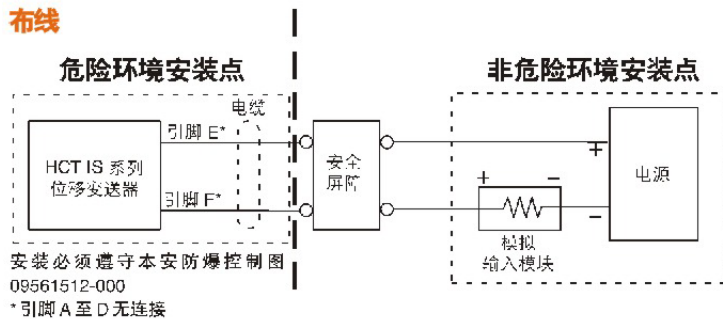 布线
危险环境安装点
非危险环境安装点
电缆
引脚 E*
HCT IS 系列
位移变送器
引脚 F*
安全
屏障
+
−
+
−
电源
模拟
输入模块
安装必须遵守本安防爆控制图
09561512-000
*引脚 A 至 D 无连接